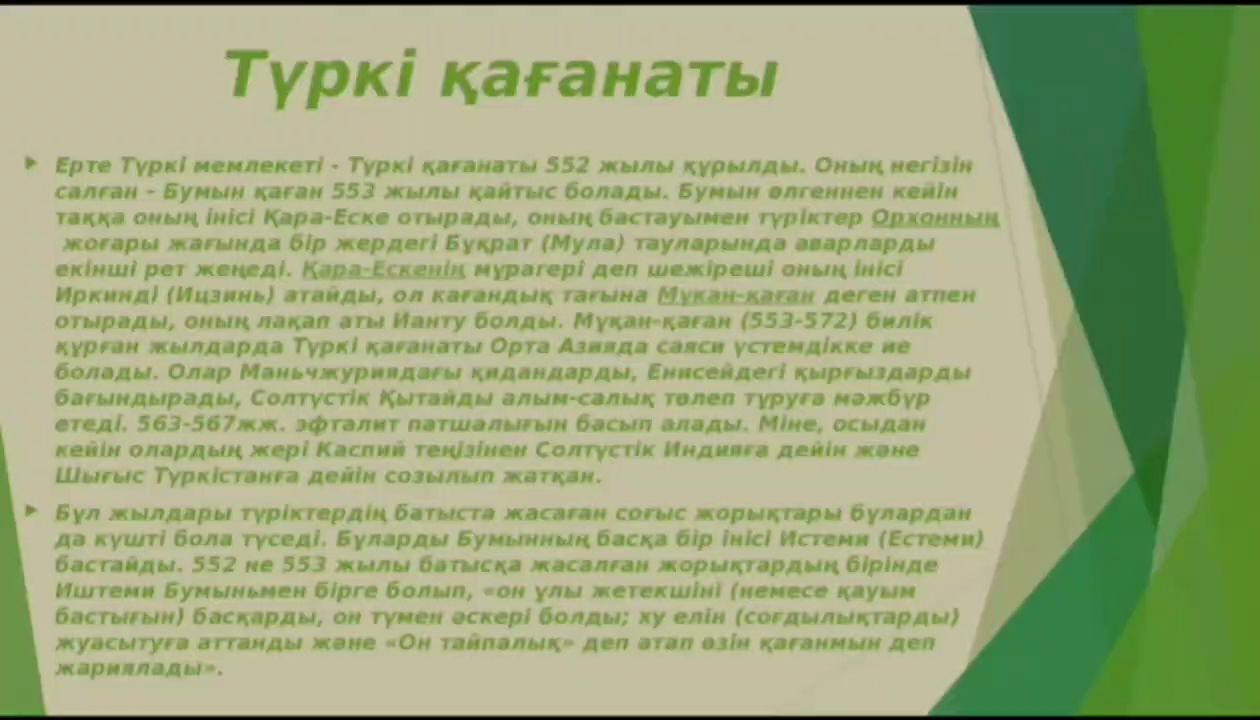 Түркі қағанаты
Ерте Түркі мемлекеті - Түркі қағанаты 552 жылы құрылды. Оның негізін
салған - Бумын қаған 553 жылы қайтыс болады. Бумын өлгеннен кейін
таққа оның інісі Қара-Еске отырады, оның бастауымен түріктер Орхонның
жоғары жағында бір жердегі Бұқрат (Мула) тауларында аварларды
екінші рет жеңеді. Қара-Ескенің мұрагері деп шежіреші оның інісі
Иркинді (Ицзинь) атайды, ол кағандық тағына Мұкан-қаған деген атпен
отырады, оның лақап аты Йанту болды. Мұқан-қаған (553-572) билік
құрған жылдарда Түркі қағанаты Орта Азияда саяси үстемдікке ие
болады. Олар Маньчжуриядағы қидандарды, Енисейдегі қырғыздарды
бағындырады, Солтүстік Қытайды алым-салық төлеп тұруға мәжбүр
етеді. 563-567жж. эфталит патшалығын басып алады. Міне, осыдан
кейін олардың жері Каспий теңізінен Солтүстік Индияға дейін және
Шығыс Түркістанға дейін созылып жатқан.
Бұл жылдары түріктердің батыста жасаған соғыс жорықтары бұлардан
да күшті бола түседі. Бұларды Бумынның басқа бір інісі Истеми (Естеми)
бастайды. 552 не 553 жылы батысқа жасалған жорықтардың бірінде
Иштеми Бумыньмен бірге болып, «он ұлы жетекшіні (немесе қауым
бастығын) басқарды, он түмен әскері болды; ху елін (соғдылықтарды)
жуасытуға аттанды және «Он тайпалық» деп атап өзін қағанмын деп
жариялады».